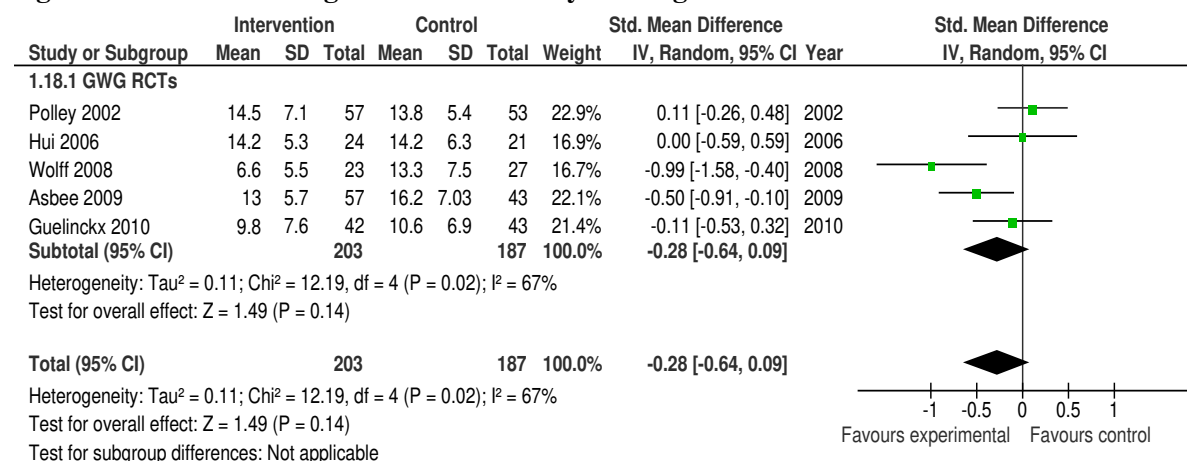 Intervention Control Std. Mean Difference Std. Mean Difference
Study or Subgroup Mean SD Total Mean SD Total Weight IV, Random, 95% CI Year IV, Random, 95% CI
1.18.1 GWG RCTs
Polley 2002 14.5 7.1 57 13.8 5.4 53 22.9% 0.11 [-0.26, 0.48] 2002
Hui 2006 14.2 5.3 24 14.2 6.3 21 16.9% 0.00 [-0.59, 0.59] 2006
Wolff 2008 6.6 5.5 23 13.3 7.5 27 16.7% -0.99 [-1.58, -0.40] 2008
Asbee 2009 13 5.7 57 16.2 7.03 43 22.1% -0.50 [-0.91, -0.10] 2009
Guelinckx 2010 9.8 7.6 42 10.6 6.9 43 21.4% -0.11 [-0.53, 0.32] 2010
Subtotal (95% CI) 203 187 100.0% -0.28 [-0.64, 0.09]
Heterogeneity: Tau² = 0.11; Chi² = 12.19, df = 4 (P = 0.02); I² = 67%
Test for overall effect: Z = 1.49 (P = 0.14)
Total (95% CI) 203 187 100.0% -0.28 [-0.64, 0.09]
Heterogeneity: Tau² = 0.11; Chi² = 12.19, df = 4 (P = 0.02); I² = 67%
Test for overall effect: Z = 1.49 (P = 0.14)
Test for subgroup differences: Not applicable
-1 -0.5 0 0.5 1
Favours experimental Favours control